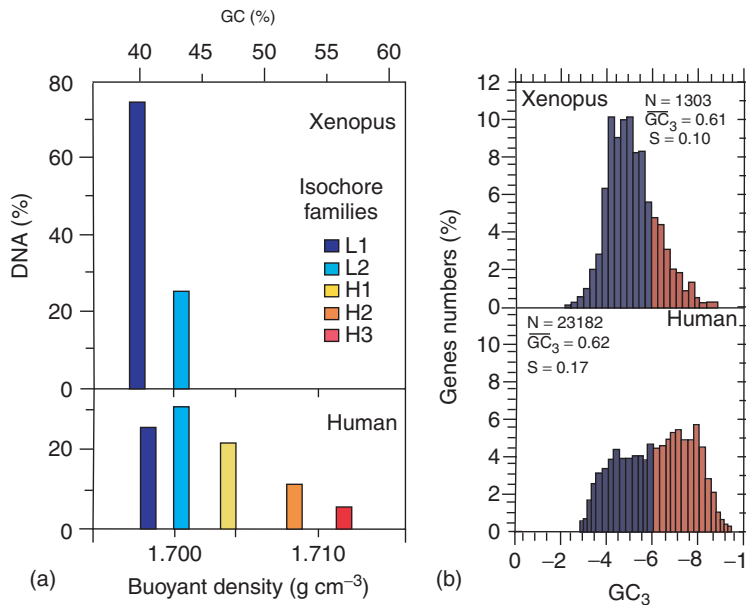 GC (%)
40 45 50 55 60
80
60
40
20
0
DNA (%)
Xenopus
Isochore
families
L1
L2
H1
H2
H3
Human
20
0
1.700 1.710
(a) Buoyant density (g cm⁻³)
12
10
8
6
4
2
0
Xenopus
N = 1303
G̅C̅₃ = 0.61
S = 0.10
Genes numbers (%)
N = 23182
G̅C̅₃ = 0.62
S = 0.17
Human
10
8
6
4
2
0
0 –2 –4 –6 –8 –1
(b) GC₃